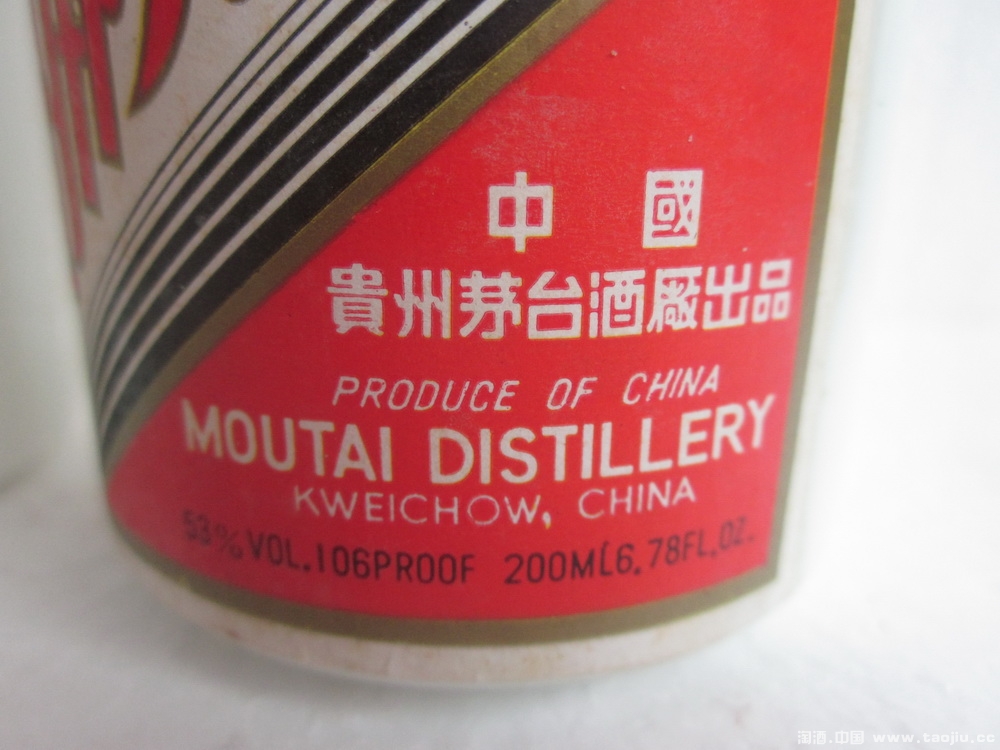 中國
貴州茅台酒廠出品
PRODUCE OF CHINA
MOUTAI DISTILLERY
KWEICHOW, CHINA
53% VOL. 106PROOF 200ML6.78FL.OZ.
淘酒.中国 www.taojiu.cc